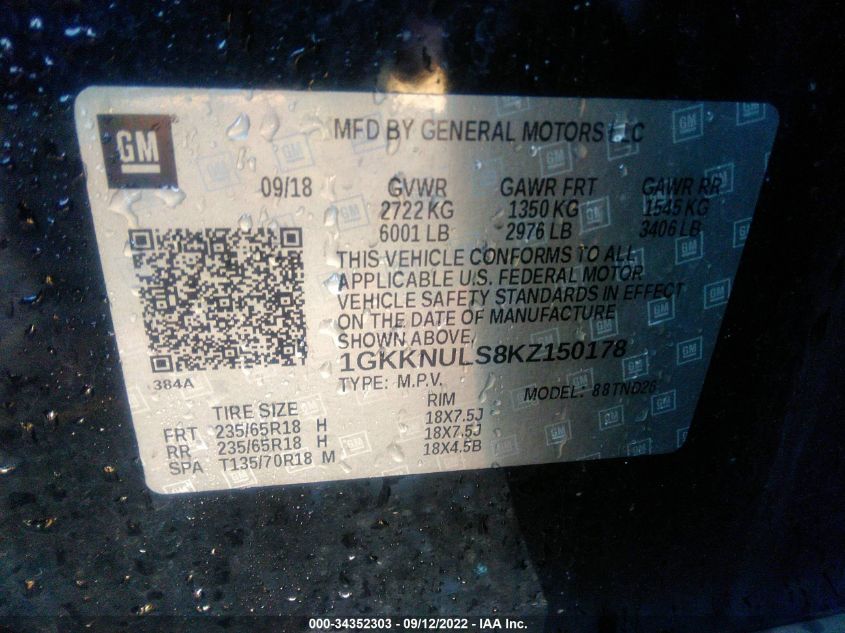 GM
MFD BY GENERAL MOTORS LLC
09/18 GVWR GAWR FRT GAWR RR
2722 KG 1350 KG 1545 KG
6001 LB 2976 LB 3406 LB
THIS VEHICLE CONFORMS TO ALL
APPLICABLE U.S. FEDERAL MOTOR
VEHICLE SAFETY STANDARDS IN EFFECT
ON THE DATE OF MANUFACTURE
SHOWN ABOVE.
1GKKNULS8KZ150178
384A TYPE: M.P.V. MODEL: 88TND26
TIRE SIZE RIM
FRT 235/65R18 H 18X7.5J
RR 235/65R18 H 18X7.5J
SPA T135/70R18 M 18X4.5B
000-34352303 - 09/12/2022 - IAA Inc.